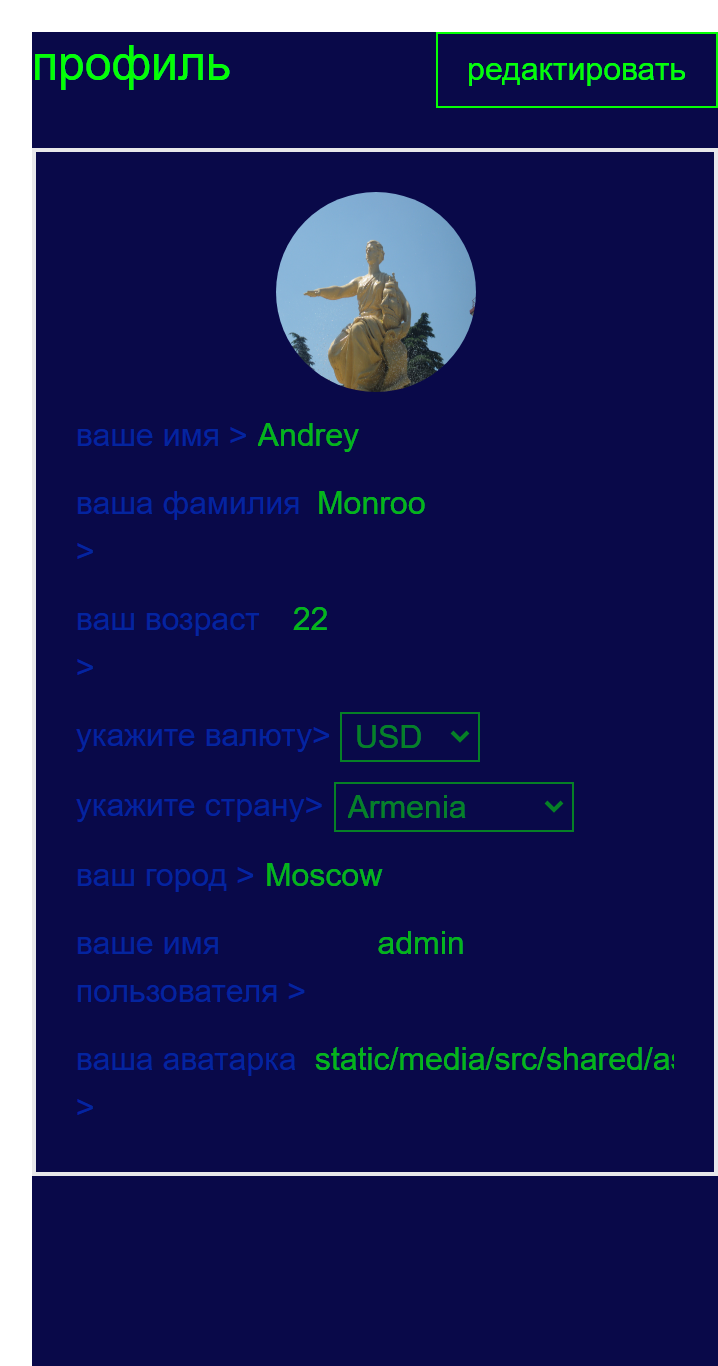 профиль
редактировать
ваше имя > Andrey
ваша фамилия Monroo
>
ваш возраст 22
>
укажите валюту> USD
укажите страну> Armenia
ваш город > Moscow
ваше имя admin
пользователя >
ваша аватарка static/media/src/shared/a
>